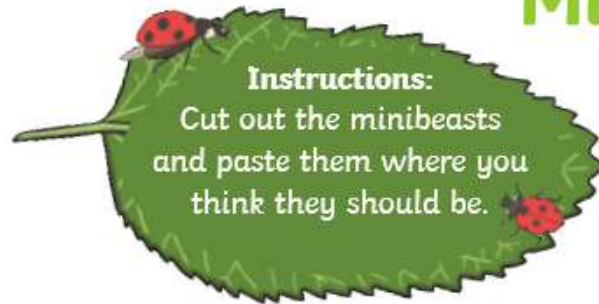 Instructions:
Cut out the minibeasts
and paste them where you
think they should be.